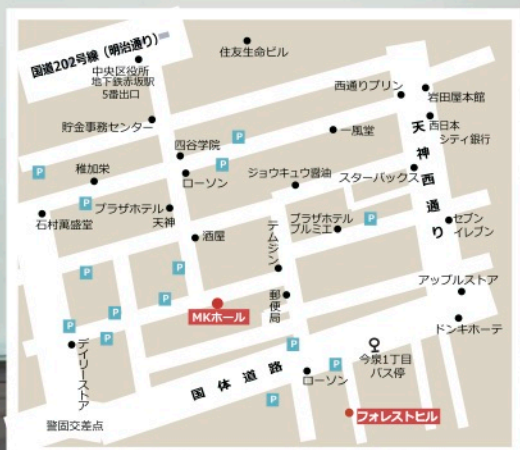 国道202号線（明治通り）
住友生命ビル
中央区役所
地下鉄赤坂駅
5番出口
西通りプリン
岩田屋本館
貯金事務センター
一風堂
西日本
シティ銀行
天神西通り
四谷学院
P
P
P
稚加栄
ローソン
ジョウキュウ醤油
スターバックス
P
石村萬盛堂
プラザホテル
天神
プラザホテル
プルミエ
P
セブン
イレブン
酒屋
テムジン
P
P
アップルストア
P
郵便局
MKホール
P
P
P
ドンキホーテ
デイリーストア
P
今泉1丁目
バス停
国体道路
P
ローソン
P
フォレストヒル
警固交差点